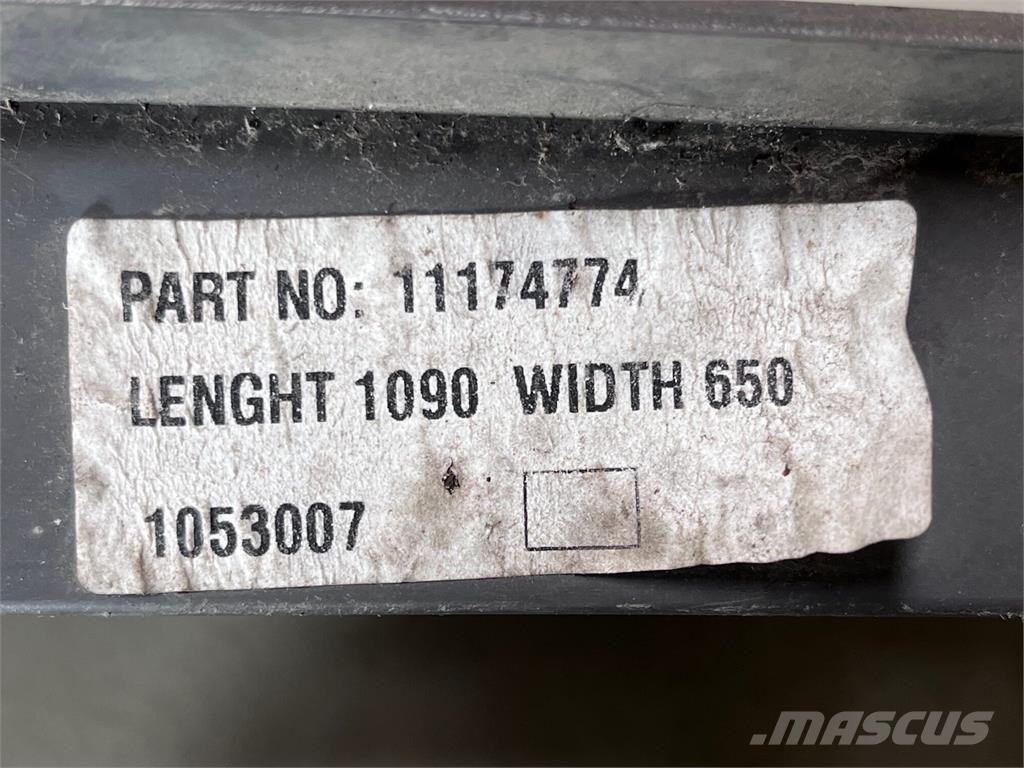 PART NO: 11174774
LENGHT 1090 WIDTH 650
1053007
MASCUS